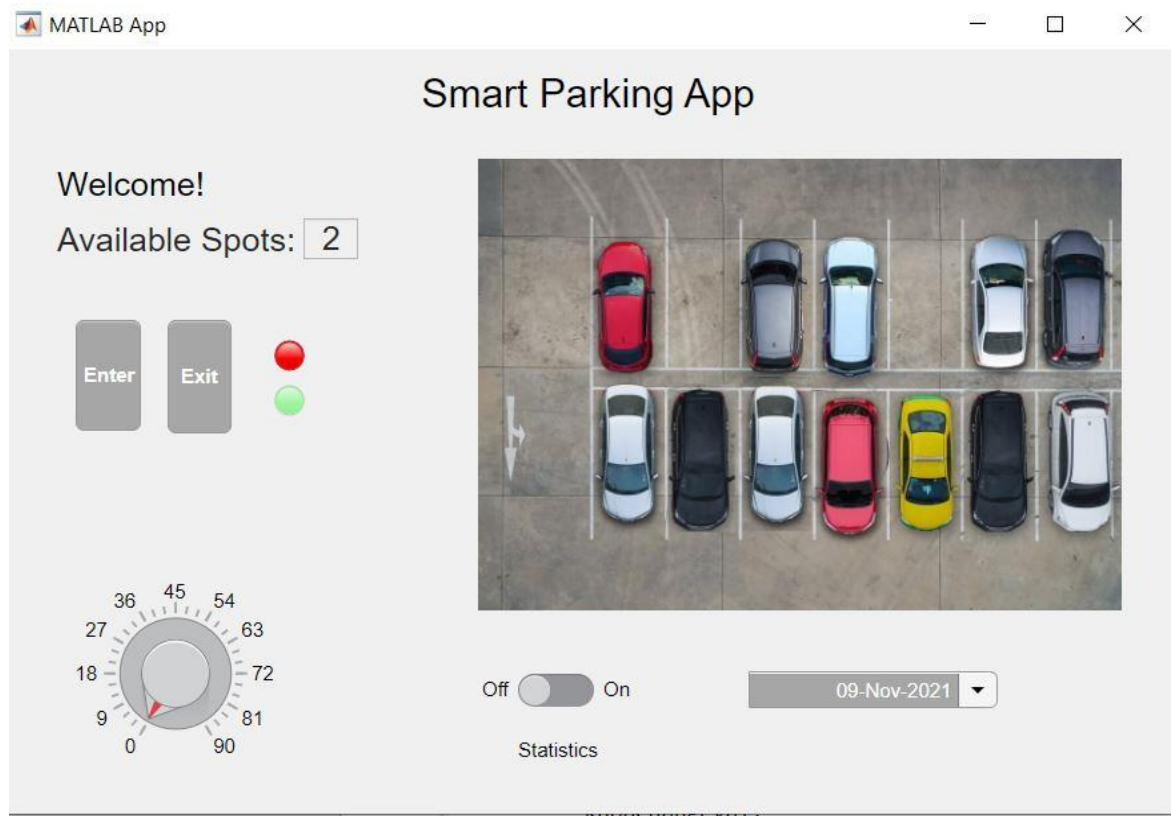 MATLAB App
Smart Parking App
Welcome!
Available Spots: 2
Enter
Exit
36 45 54
27 63
18 72
9 81
0 90
Off On
09-Nov-2021
Statistics